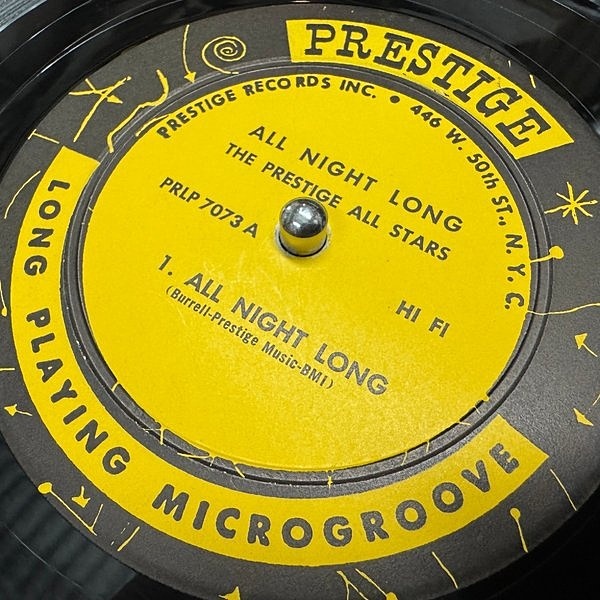 PRESTIGE
PRESTIGE RECORDS INC. • 446 W. 50th ST., N.Y.C.
ALL NIGHT LONG
THE PRESTIGE ALL STARS
PRLP 7073 A
HI FI
1. ALL NIGHT LONG
(Burrell-Prestige Music-BMI)
LONG PLAYING MICROGROOVE